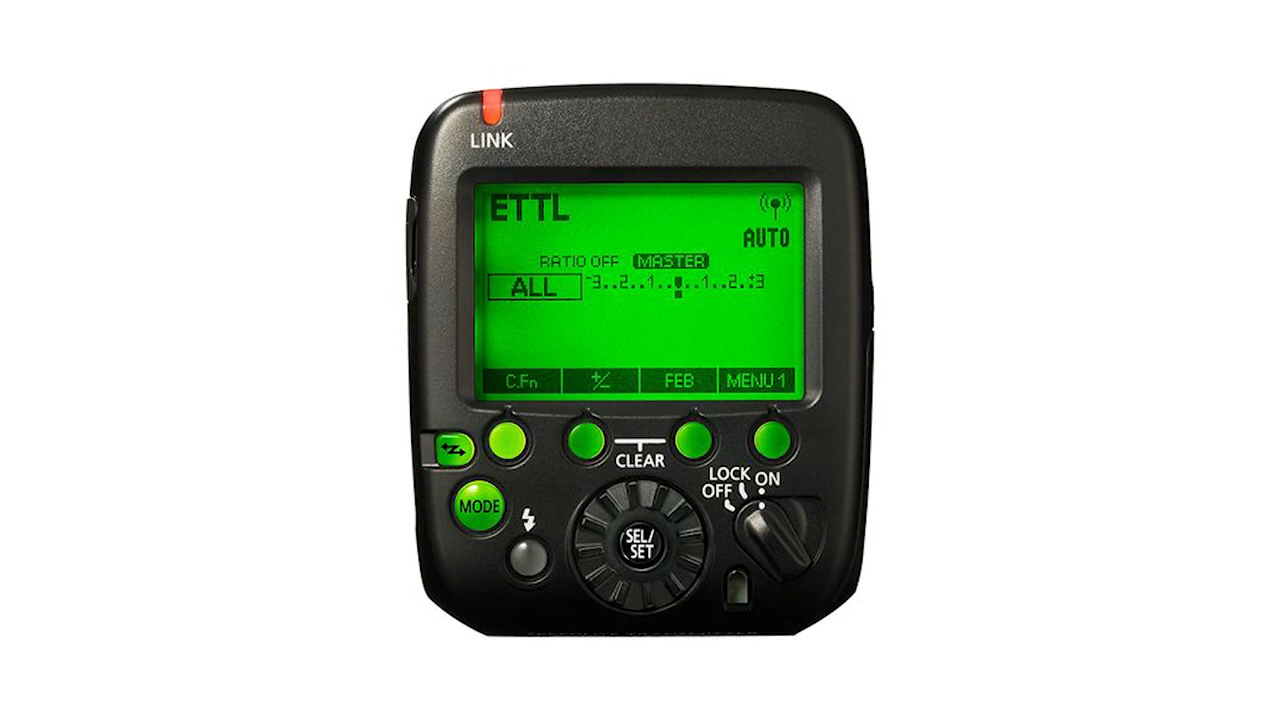 LINK
ETTL
AUTO
RATIO OFF MASTER
ALL -3..2..1..▮..1..2..+3
C.Fn +/- FEB MENU 1
CLEAR
LOCK ON
OFF
MODE
SEL/
SET